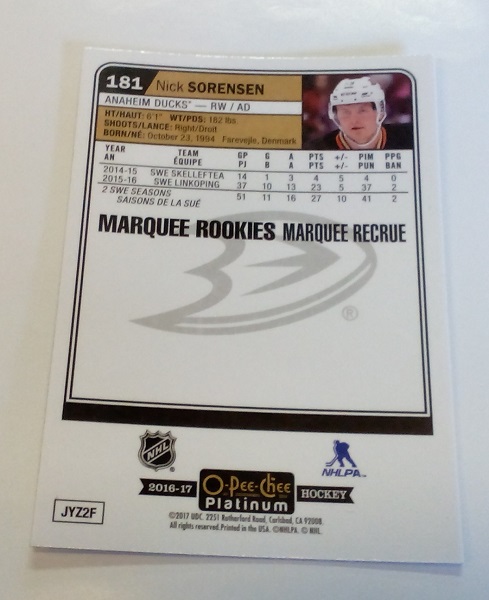 181 Nick SORENSEN
ANAHEIM DUCKS™ — RW / AD
HT/HAUT: 6'1" WT/PDS: 182 lbs.
SHOOTS/LANCE: Right/Droit
BORN/NÉ: October 23, 1994 Farevejle, Denmark
YEAR TEAM GP G A PTS +/- PIM PPG
AN ÉQUIPE PJ B A PTS +/- PUN BAN
2014-15 SWE SKELLEFTEA 14 1 3 4 5 4 0
2015-16 SWE LINKOPING 37 10 13 23 5 37 2
2 SWE SEASONS 51 11 16 27 10 41 2
SAISONS DE LA SUÉ
MARQUEE ROOKIES MARQUEE RECRUE
®
NHL
NHLPA
2016-17 O-Pee-Chee HOCKEY
Platinum
JYZ2F
©2017 UDC. 2251 Rutherford Road, Carlsbad, CA 92008.
All rights reserved. Printed in the USA. ©NHLPA. © NHL.